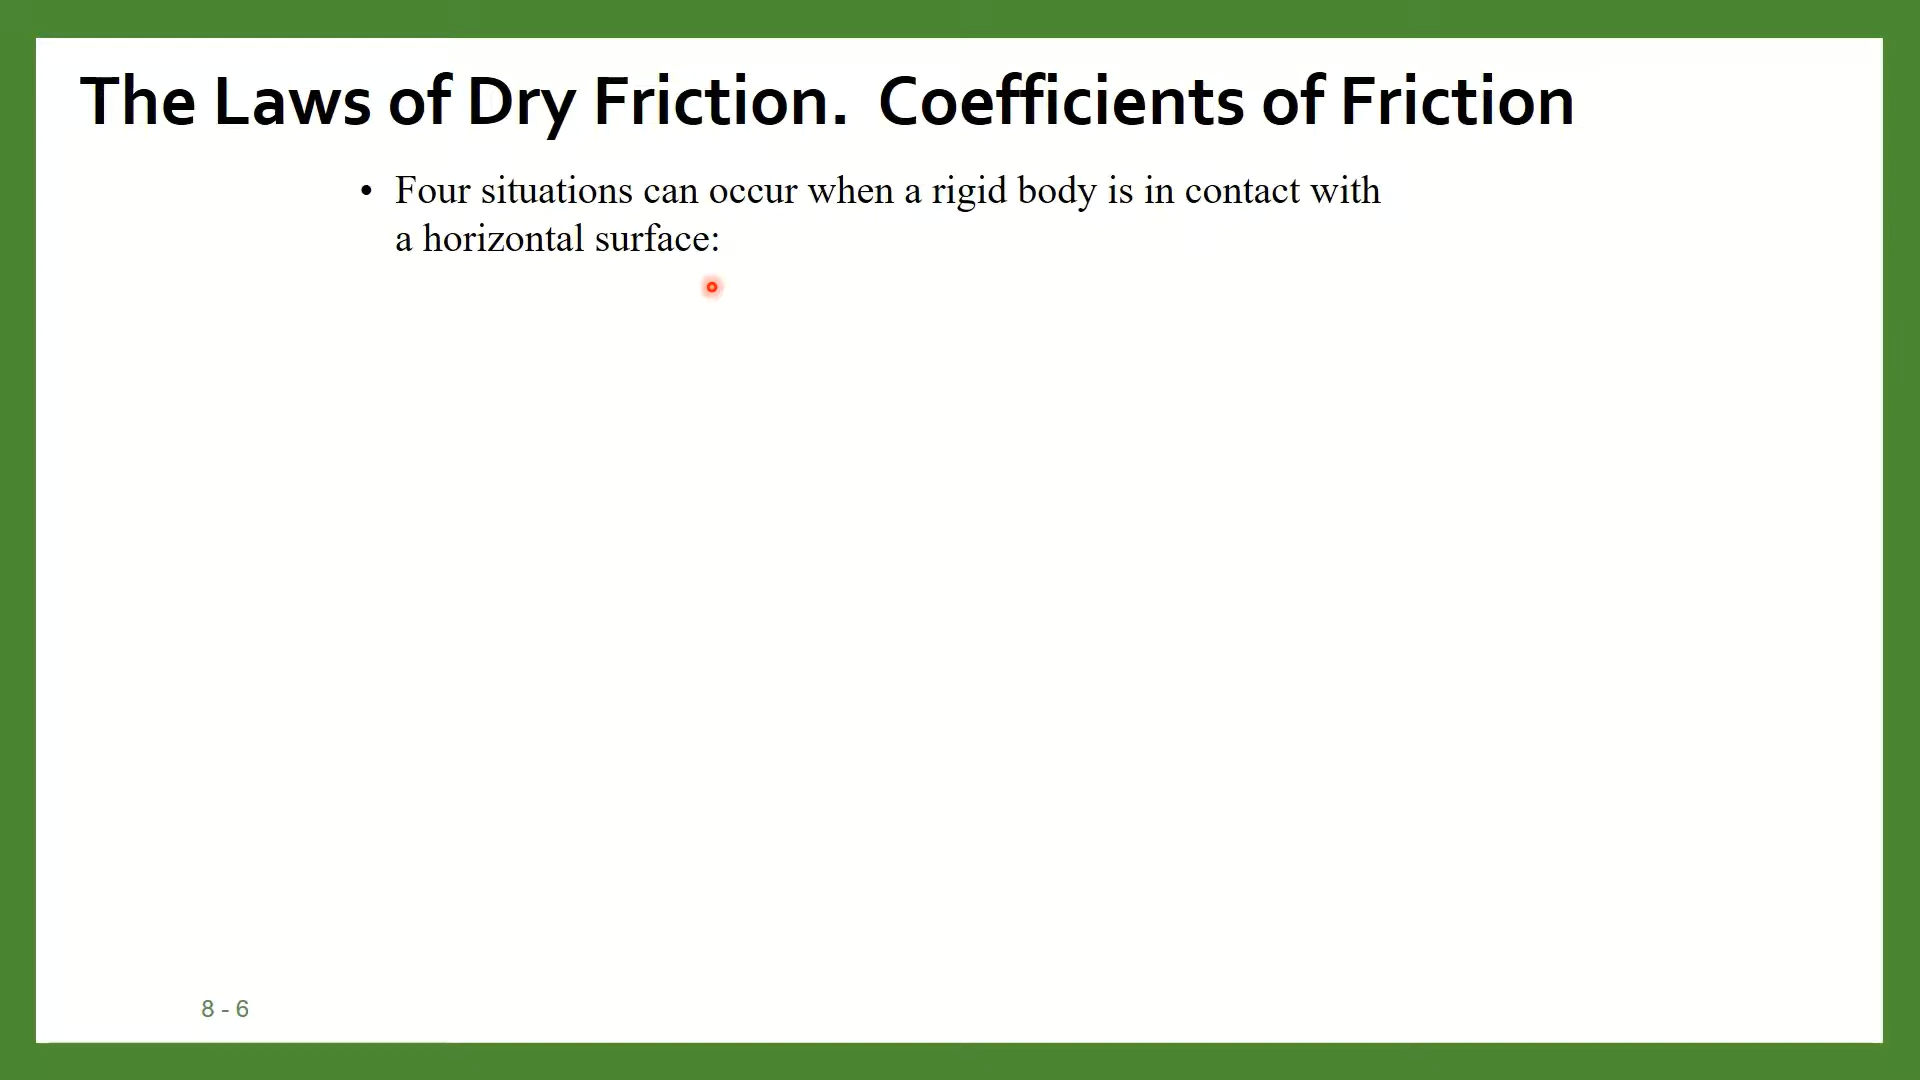 The Laws of Dry Friction. Coefficients of Friction
• Four situations can occur when a rigid body is in contact with
a horizontal surface:
8 - 6